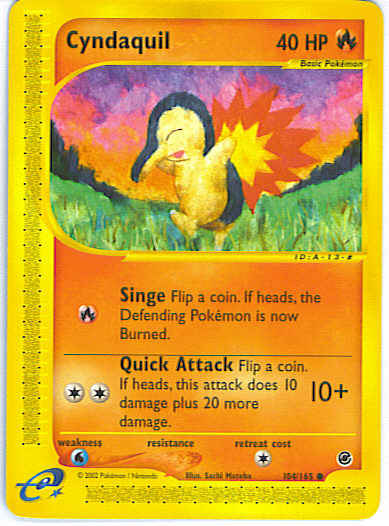 Cyndaquil 40 HP
Basic Pokémon
ID:A-13-#
Singe Flip a coin. If heads, the
Defending Pokémon is now
Burned.
Quick Attack Flip a coin.
If heads, this attack does 10
damage plus 20 more
damage.
10+
weakness resistance retreat cost
©2002 Pokémon / Nintendo Illus. Sachi Matoba 104/165 ●
e